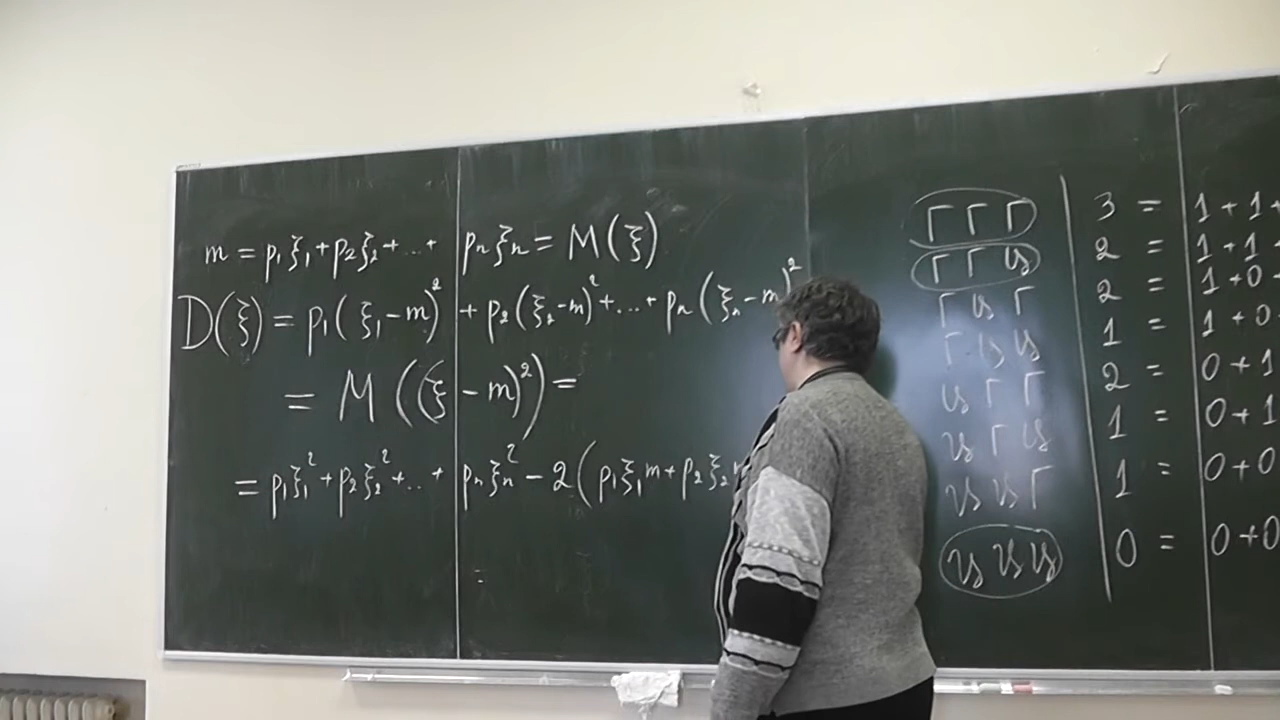 m = p₁ξ₁ + p₂ξ₂ + ... + pₙξₙ = M(ξ)
D(ξ) = p₁(ξ₁ - m)² + p₂(ξ₂ - m)² + ... + pₙ(ξₙ - m)²
= M((ξ - m)²) =
= p₁ξ₁² + p₂ξ₂² + ... + pₙξₙ² - 2(p₁ξ₁m + p₂ξ₂
Г Г Г 3 = 1 + 1 +
Г Г Ц 2 = 1 + 1
Г Ц Г 2 = 1 + 0
Г Ц Ц 1 = 1 + 0
Ц Г Г 2 = 0 + 1
Ц Г Ц 1 = 0 + 1
Ц Ц Г 1 = 0 + 0
Ц Ц Ц 0 = 0 + 0